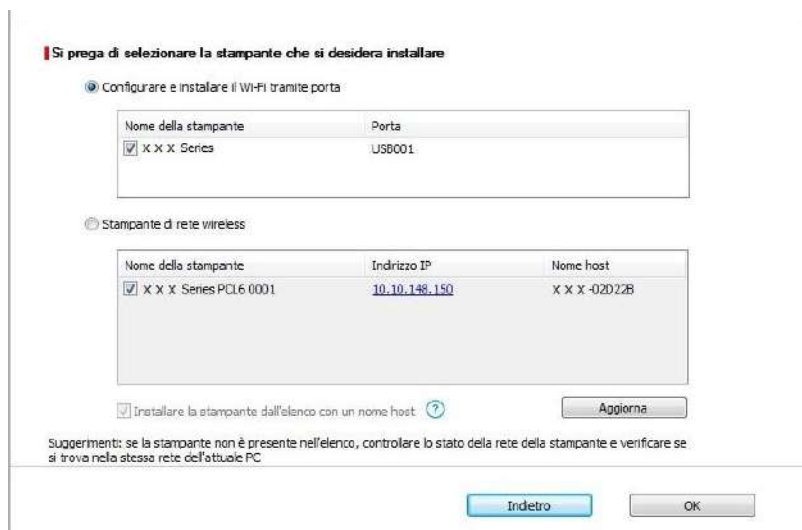 Si prega di selezionare la stampante che si desidera installare
Configurare e installare il Wi-Fi tramite porta
Nome della stampante Porta
X X X Series USB001
Stampante di rete wireless
Nome della stampante Indirizzo IP Nome host
X X X Series PCL6 0001 10.10.148.150 X X X -02D22B
Installare la stampante dall'elenco con un nome host ?
Aggiorna
Suggerimenti: se la stampante non è presente nell'elenco, controllare lo stato della rete della stampante e verificare se
si trova nella stessa rete dell'attuale PC
Indietro OK